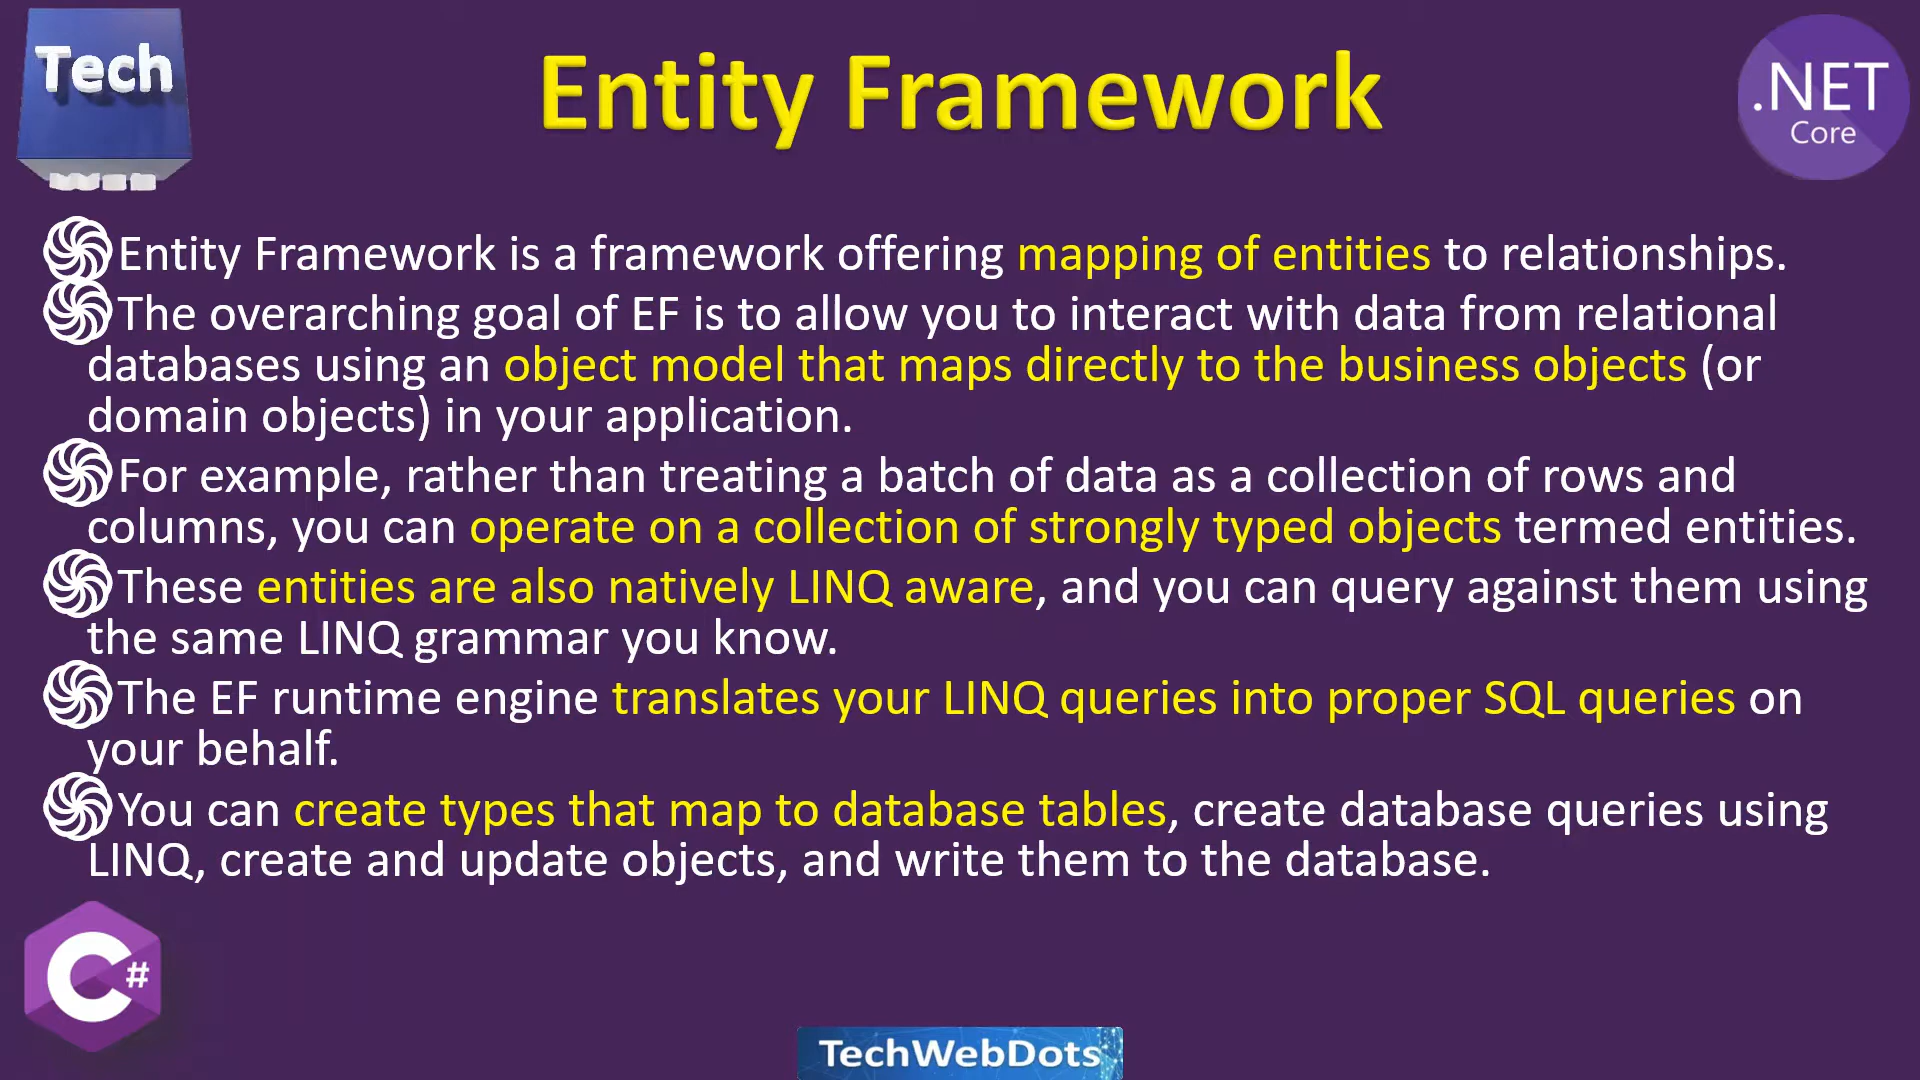 Tech
Entity Framework
.NET
Core
Entity Framework is a framework offering mapping of entities to relationships.
The overarching goal of EF is to allow you to interact with data from relational
databases using an object model that maps directly to the business objects (or
domain objects) in your application.
For example, rather than treating a batch of data as a collection of rows and
columns, you can operate on a collection of strongly typed objects termed entities.
These entities are also natively LINQ aware, and you can query against them using
the same LINQ grammar you know.
The EF runtime engine translates your LINQ queries into proper SQL queries on
your behalf.
You can create types that map to database tables, create database queries using
LINQ, create and update objects, and write them to the database.
C#
TechWebDots